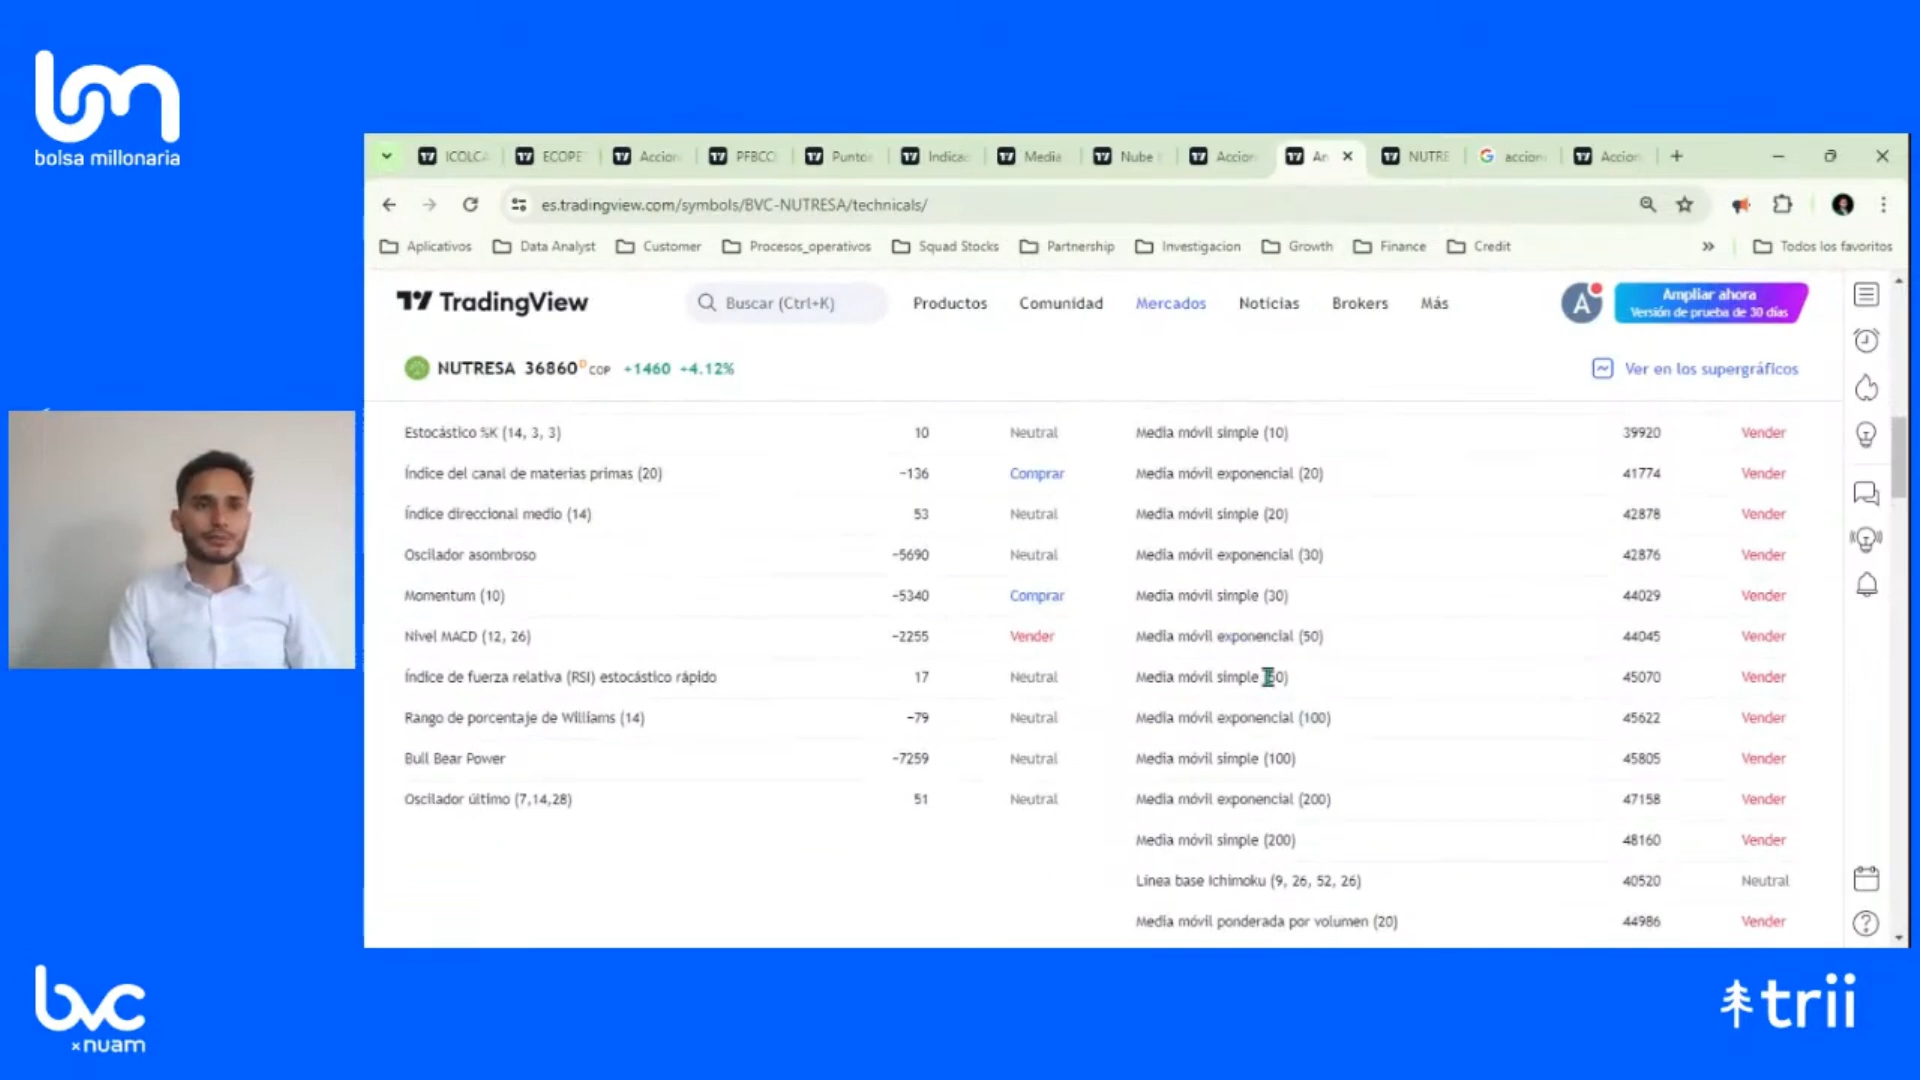 bm
bolsa millonaria
ICOLCA
ECOPE
Accion
PFBCO
Punto
Indica
Media
Nube
Accion
An
NUTRE
accion
Accion
es.tradingview.com/symbols/BVC-NUTRESA/technicals/
Aplicativos Data Analyst Customer Procesos_operativos Squad Stocks Partnership Investigacion Growth Finance Credit » Todos los favoritos
TradingView Buscar (Ctrl+K) Productos Comunidad Mercados Noticias Brokers Más A Ampliar ahora
Versión de prueba de 30 días
NUTRESA 36860 D COP +1460 +4.12% Ver en los supergráficos
Estocástico %K (14, 3, 3) 10 Neutral Media móvil simple (10) 39920 Vender
Índice del canal de materias primas (20) −136 Comprar Media móvil exponencial (20) 41774 Vender
Índice direccional medio (14) 53 Neutral Media móvil simple (20) 42878 Vender
Oscilador asombroso −5690 Neutral Media móvil exponencial (30) 42876 Vender
Momentum (10) −5340 Comprar Media móvil simple (30) 44029 Vender
Nivel MACD (12, 26) −2255 Vender Media móvil exponencial (50) 44045 Vender
Índice de fuerza relativa (RSI) estocástico rápido 17 Neutral Media móvil simple (50) 45070 Vender
Rango de porcentaje de Williams (14) −79 Neutral Media móvil exponencial (100) 45622 Vender
Bull Bear Power −7259 Neutral Media móvil simple (100) 45805 Vender
Oscilador último (7,14,28) 51 Neutral Media móvil exponencial (200) 47158 Vender
Media móvil simple (200) 48160 Vender
Línea base Ichimoku (9, 26, 52, 26) 40520 Neutral
Media móvil ponderada por volumen (20) 44986 Vender
bvc
×nuam
trii